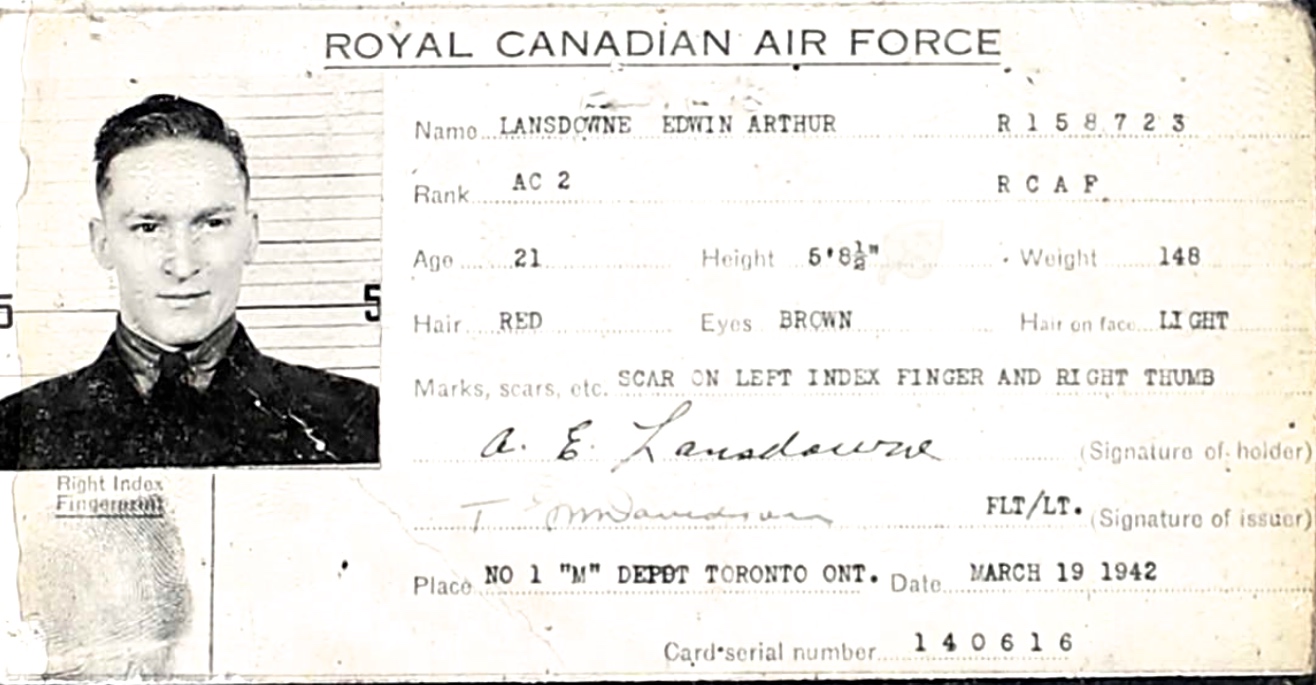 ROYAL CANADIAN AIR FORCE
Name LANSDOWNE EDWIN ARTHUR R 1 5 8 7 2 3
Rank AC 2 R C A F
Age 21 Height 5'8½" Weight 148
Hair RED Eyes BROWN Hair on face LIGHT
Marks, scars, etc. SCAR ON LEFT INDEX FINGER AND RIGHT THUMB
5 5
A. E. Lansdowne (Signature of holder)
Right Index
Fingerprint
FLT/LT. (Signature of issuer)
Place NO 1 "M" DEPOT TORONTO ONT. Date MARCH 19 1942
Card serial number 1 4 0 6 1 6